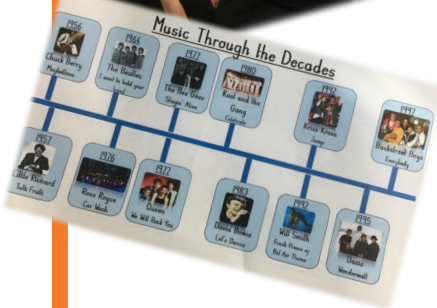 Music Through the Decades
1956
Chuck Berry
Maybellene
1964
The Beatles
I want to hold your
hand
1977
The Bee Gees
Stayin' Alive
1980
Kool and the
Gang
Celebrate
1992
Kriss Kross
Jump
1997
Backstreet Boys
Everybody
1957
Little Richard
Tutti Frutti
1976
Rose Royce
Car Wash
1977
Queen
We Will Rock You
1983
David Bowie
Let's Dance
1992
Will Smith
Fresh Prince of
Bel Air Theme
1995
Oasis
Wonderwall